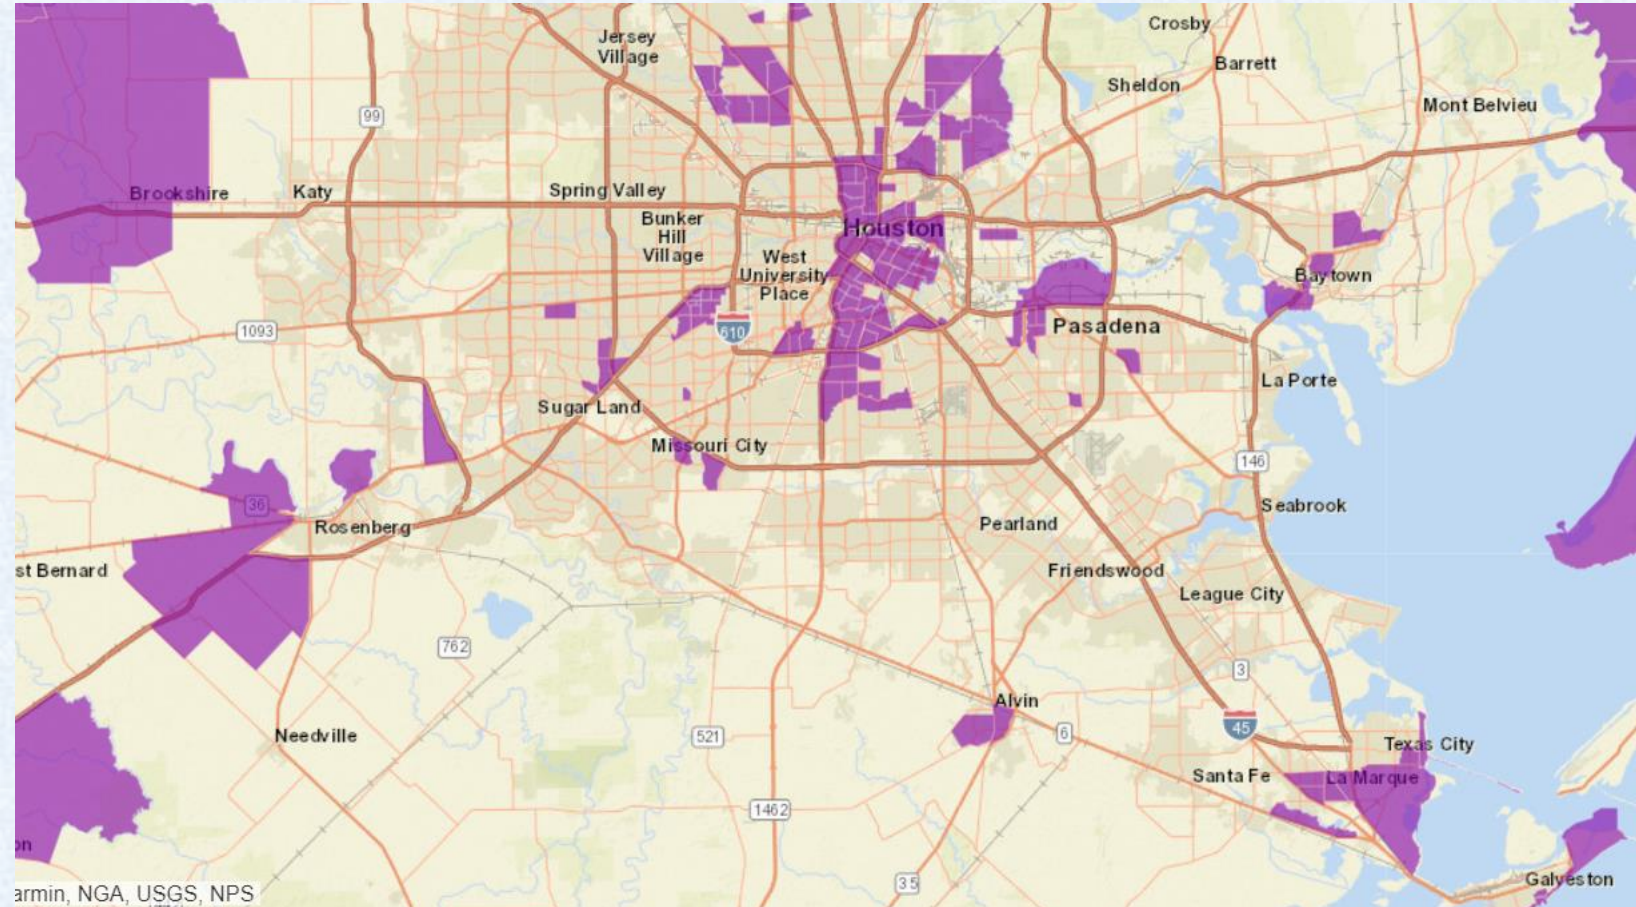 Crosby
Jersey
Village
Barrett
Sheldon
Mont Belvieu
99
Brookshire
Katy
Spring Valley
Bunker
Hill
Village
Houston
West
University
Place
Baytown
1093
610
Pasadena
La Porte
Sugar Land
Missouri City
146
36
Seabrook
Rosenberg
Pearland
st Bernard
Friendswood
League City
762
3
Alvin
45
6
Needville
521
Texas City
Santa Fe
La Marque
1462
on
35
Galveston
armin, NGA, USGS, NPS